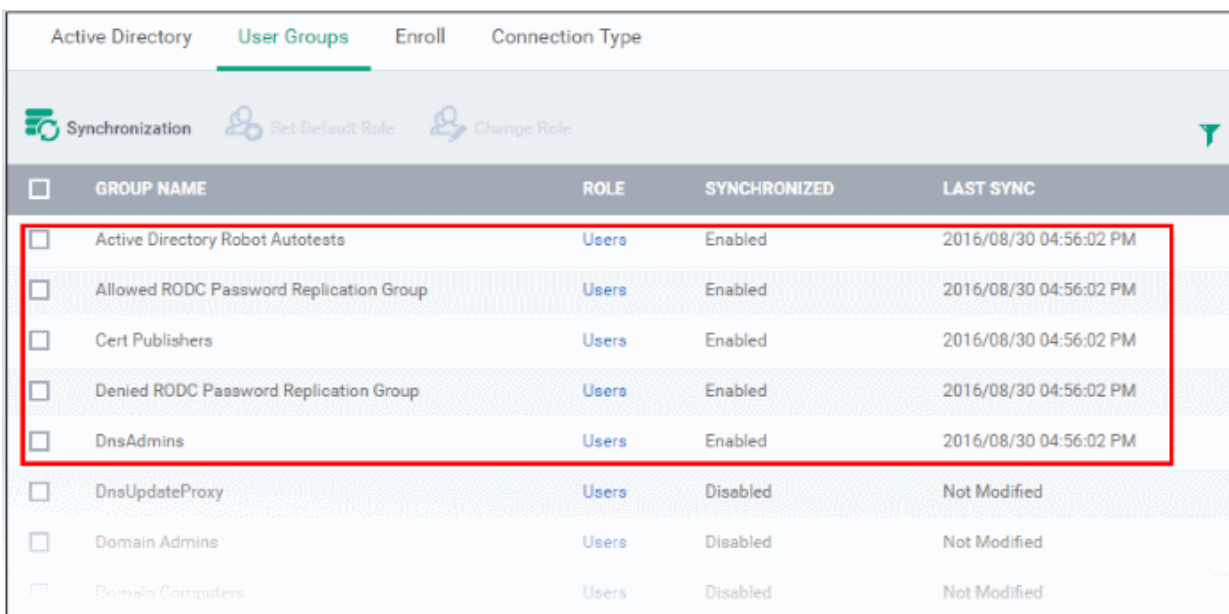 Active Directory User Groups Enroll Connection Type
Synchronization Set Default Role Change Role
GROUP NAME ROLE SYNCHRONIZED LAST SYNC
Active Directory Robot Autotests Users Enabled 2016/08/30 04:56:02 PM
Allowed RODC Password Replication Group Users Enabled 2016/08/30 04:56:02 PM
Cert Publishers Users Enabled 2016/08/30 04:56:02 PM
Denied RODC Password Replication Group Users Enabled 2016/08/30 04:56:02 PM
DnsAdmins Users Enabled 2016/08/30 04:56:02 PM
DnsUpdateProxy Users Disabled Not Modified
Domain Admins Users Disabled Not Modified
Domain Computers Users Disabled Not Modified